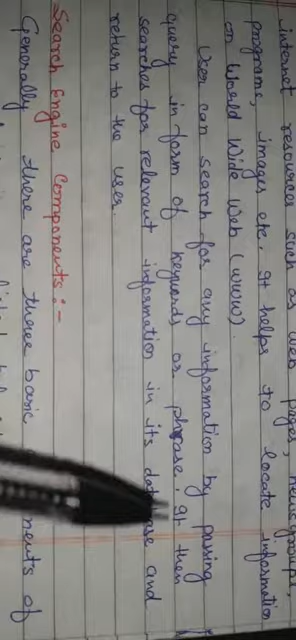 internet resources such as web pages, newsgroups,
programs, images etc. It helps to locate information
on World Wide Web (WWW).
User can search for any information by passing
query in form of keywords or phrase. It then
searches for relevant information in its database and
return to the user.
Search Engine Components :-
Generally there are three basic nents of